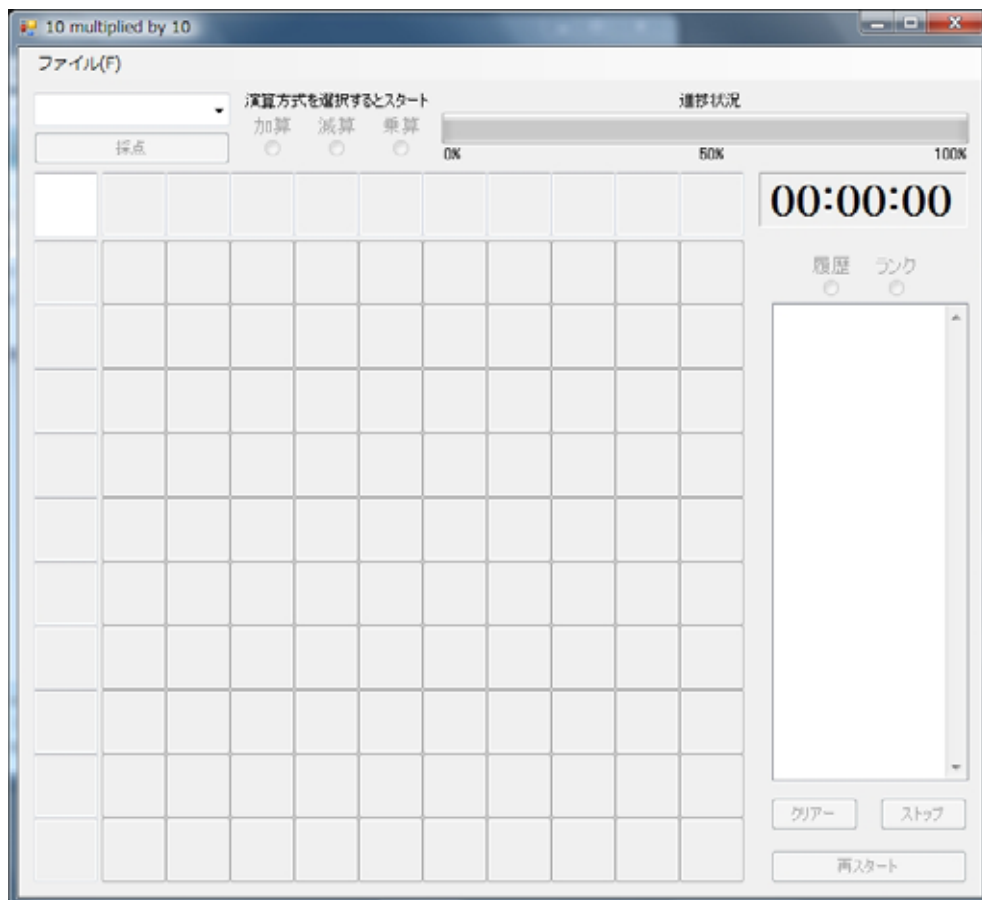 10 multiplied by 10
ファイル(F)
演算方式を選択するとスタート
進捗状況
加算 減算 乗算
採点
0% 50% 100%
00:00:00
履歴 ランク
クリアー ストップ
再スタート